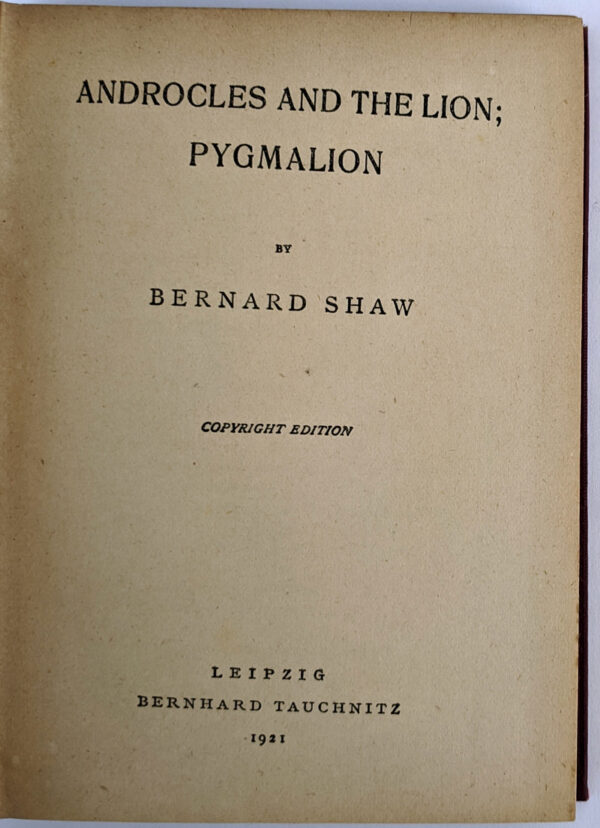 ANDROCLES AND THE LION;
PYGMALION
BY
BERNARD SHAW
COPYRIGHT EDITION
LEIPZIG
BERNHARD TAUCHNITZ
1921